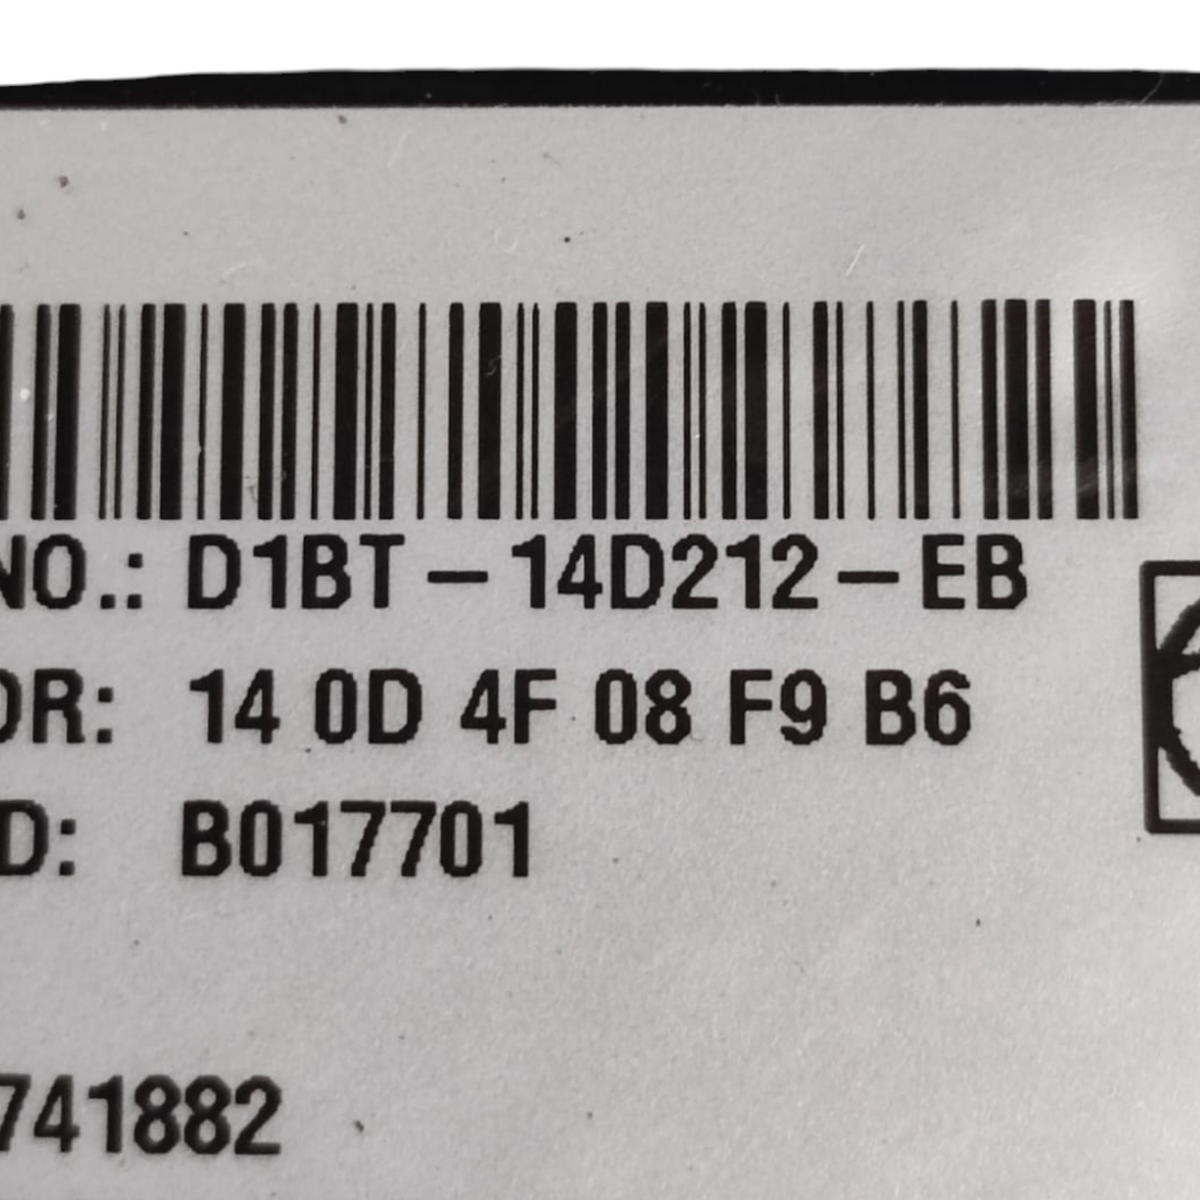 NO.: D1BT-14D212-EB
DR: 14 0D 4F 08 F9 B6
D: B017701
741882